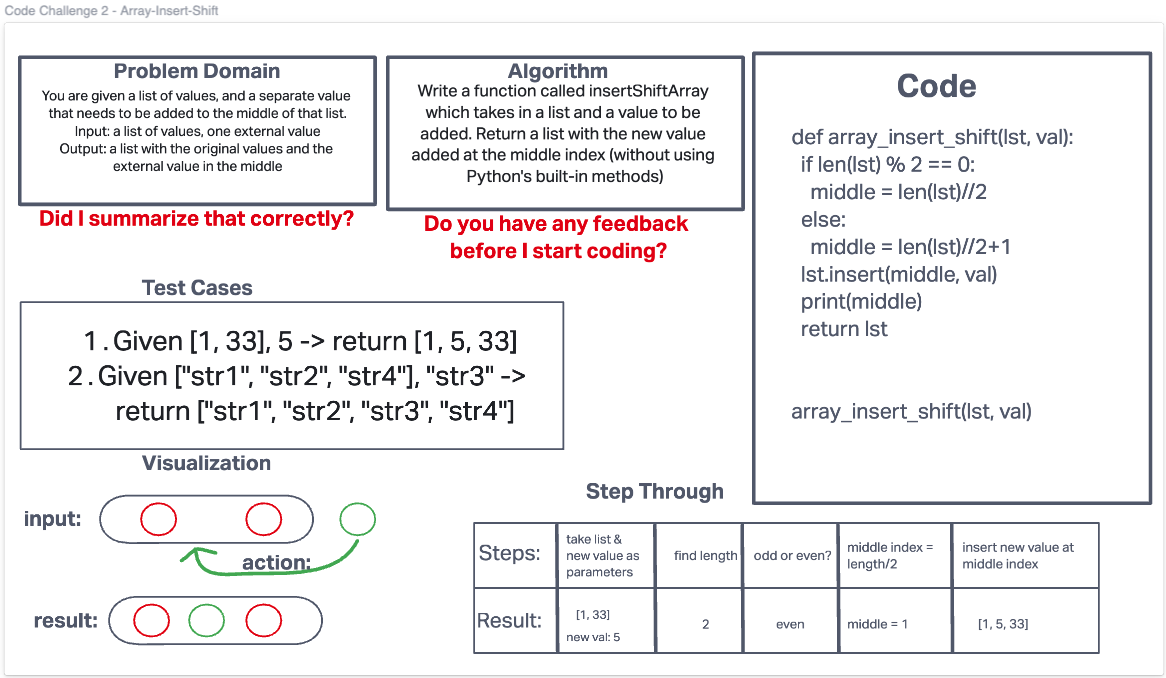 Code Challenge 2 - Array-Insert-Shift
Problem Domain
You are given a list of values, and a separate value
that needs to be added to the middle of that list.
Input: a list of values, one external value
Output: a list with the original values and the
external value in the middle
Did I summarize that correctly?
Algorithm
Write a function called insertShiftArray
which takes in a list and a value to be
added. Return a list with the new value
added at the middle index (without using
Python's built-in methods)
Do you have any feedback
before I start coding?
Code
def array_insert_shift(lst, val):
if len(lst) % 2 == 0:
middle = len(lst)//2
else:
middle = len(lst)//2+1
lst.insert(middle, val)
print(middle)
return lst
array_insert_shift(lst, val)
Test Cases
1. Given [1, 33], 5 -> return [1, 5, 33]
2. Given ["str1", "str2", "str4"], "str3" ->
return ["str1", "str2", "str3", "str4"]
Visualization
input:
action:
result:
Step Through
Steps:
take list &
new value as
parameters
find length
odd or even?
middle index =
length/2
insert new value at
middle index
Result:
[1, 33]
new val: 5
2
even
middle = 1
[1, 5, 33]